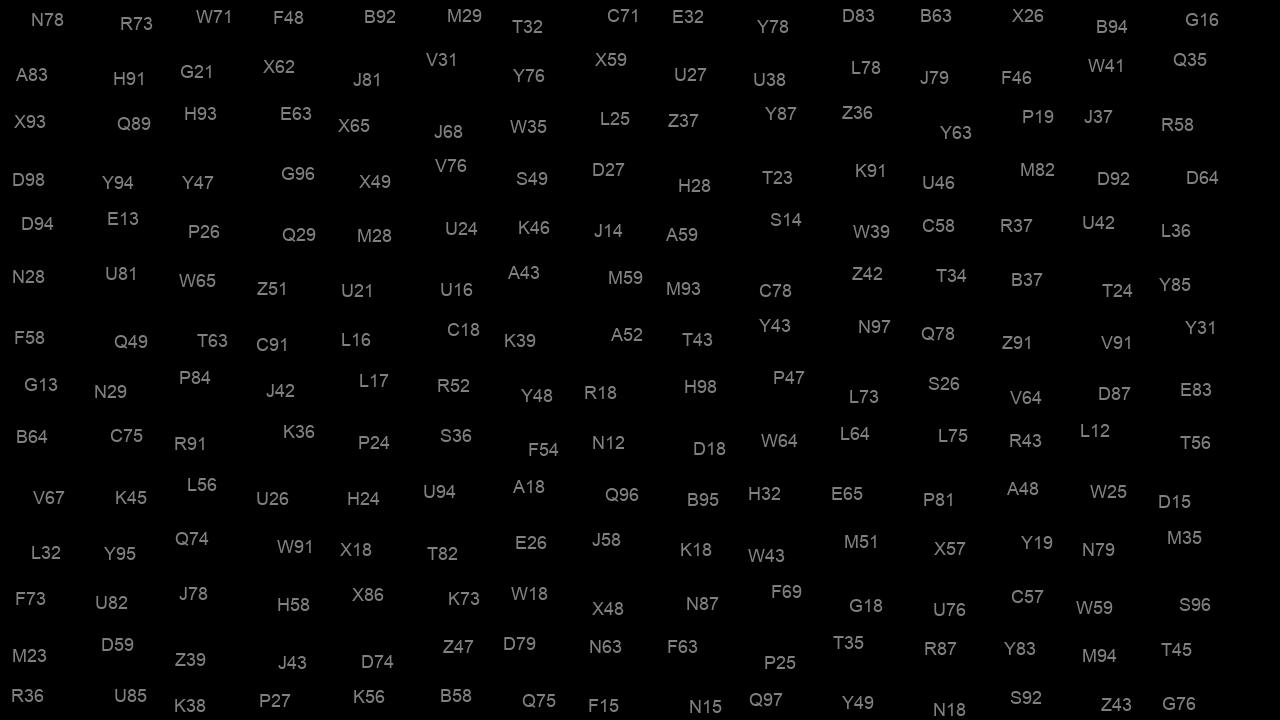 N78 R73 W71 F48 B92 M29 T32 C71 E32 Y78 D83 B63 X26 B94 G16
A83 H91 G21 X62 J81 V31 Y76 X59 U27 U38 L78 J79 F46 W41 Q35
X93 Q89 H93 E63 X65 J68 W35 L25 Z37 Y87 Z36 Y63 P19 J37 R58
D98 Y94 Y47 G96 X49 V76 S49 D27 H28 T23 K91 U46 M82 D92 D64
D94 E13 P26 Q29 M28 U24 K46 J14 A59 S14 W39 C58 R37 U42 L36
N28 U81 W65 Z51 U21 U16 A43 M59 M93 C78 Z42 T34 B37 T24 Y85
F58 Q49 T63 C91 L16 C18 K39 A52 T43 Y43 N97 Q78 Z91 V91 Y31
G13 N29 P84 J42 L17 R52 Y48 R18 H98 P47 L73 S26 V64 D87 E83
B64 C75 R91 K36 P24 S36 F54 N12 D18 W64 L64 L75 R43 L12 T56
V67 K45 L56 U26 H24 U94 A18 Q96 B95 H32 E65 P81 A48 W25 D15
L32 Y95 Q74 W91 X18 T82 E26 J58 K18 W43 M51 X57 Y19 N79 M35
F73 U82 J78 H58 X86 K73 W18 X48 N87 F69 G18 U76 C57 W59 S96
M23 D59 Z39 J43 D74 Z47 D79 N63 F63 P25 T35 R87 Y83 M94 T45
R36 U85 K38 P27 K56 B58 Q75 F15 N15 Q97 Y49 N18 S92 Z43 G76